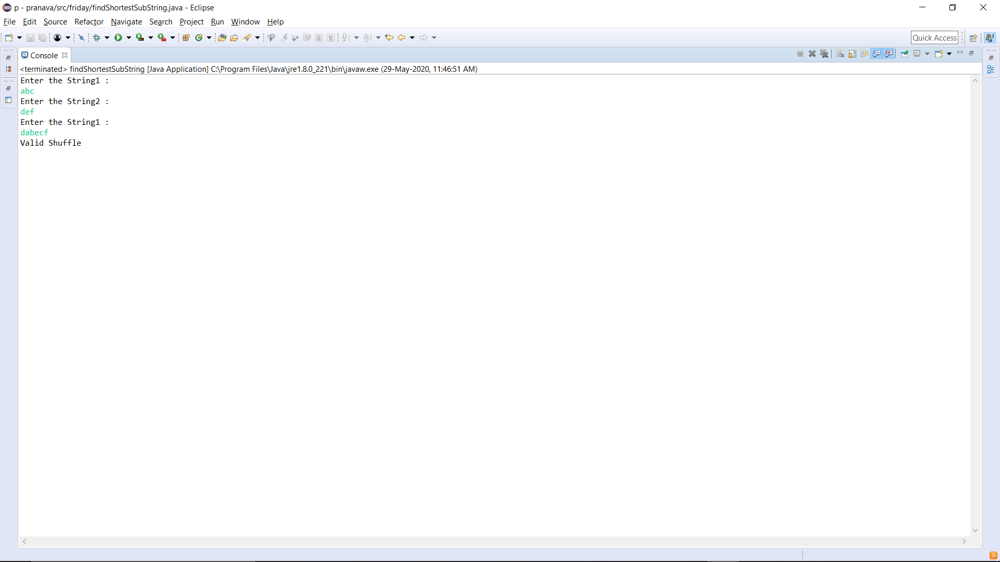 p - pranava/src/friday/findShortestSubString.java - Eclipse
File Edit Source Refactor Navigate Search Project Run Window Help
Quick Access
Console
<terminated> findShortestSubString [Java Application] C:\Program Files\Java\jre1.8.0_221\bin\javaw.exe (29-May-2020, 11:46:51 AM)
Enter the String1 :
abc
Enter the String2 :
def
Enter the String1 :
dabecf
Valid Shuffle